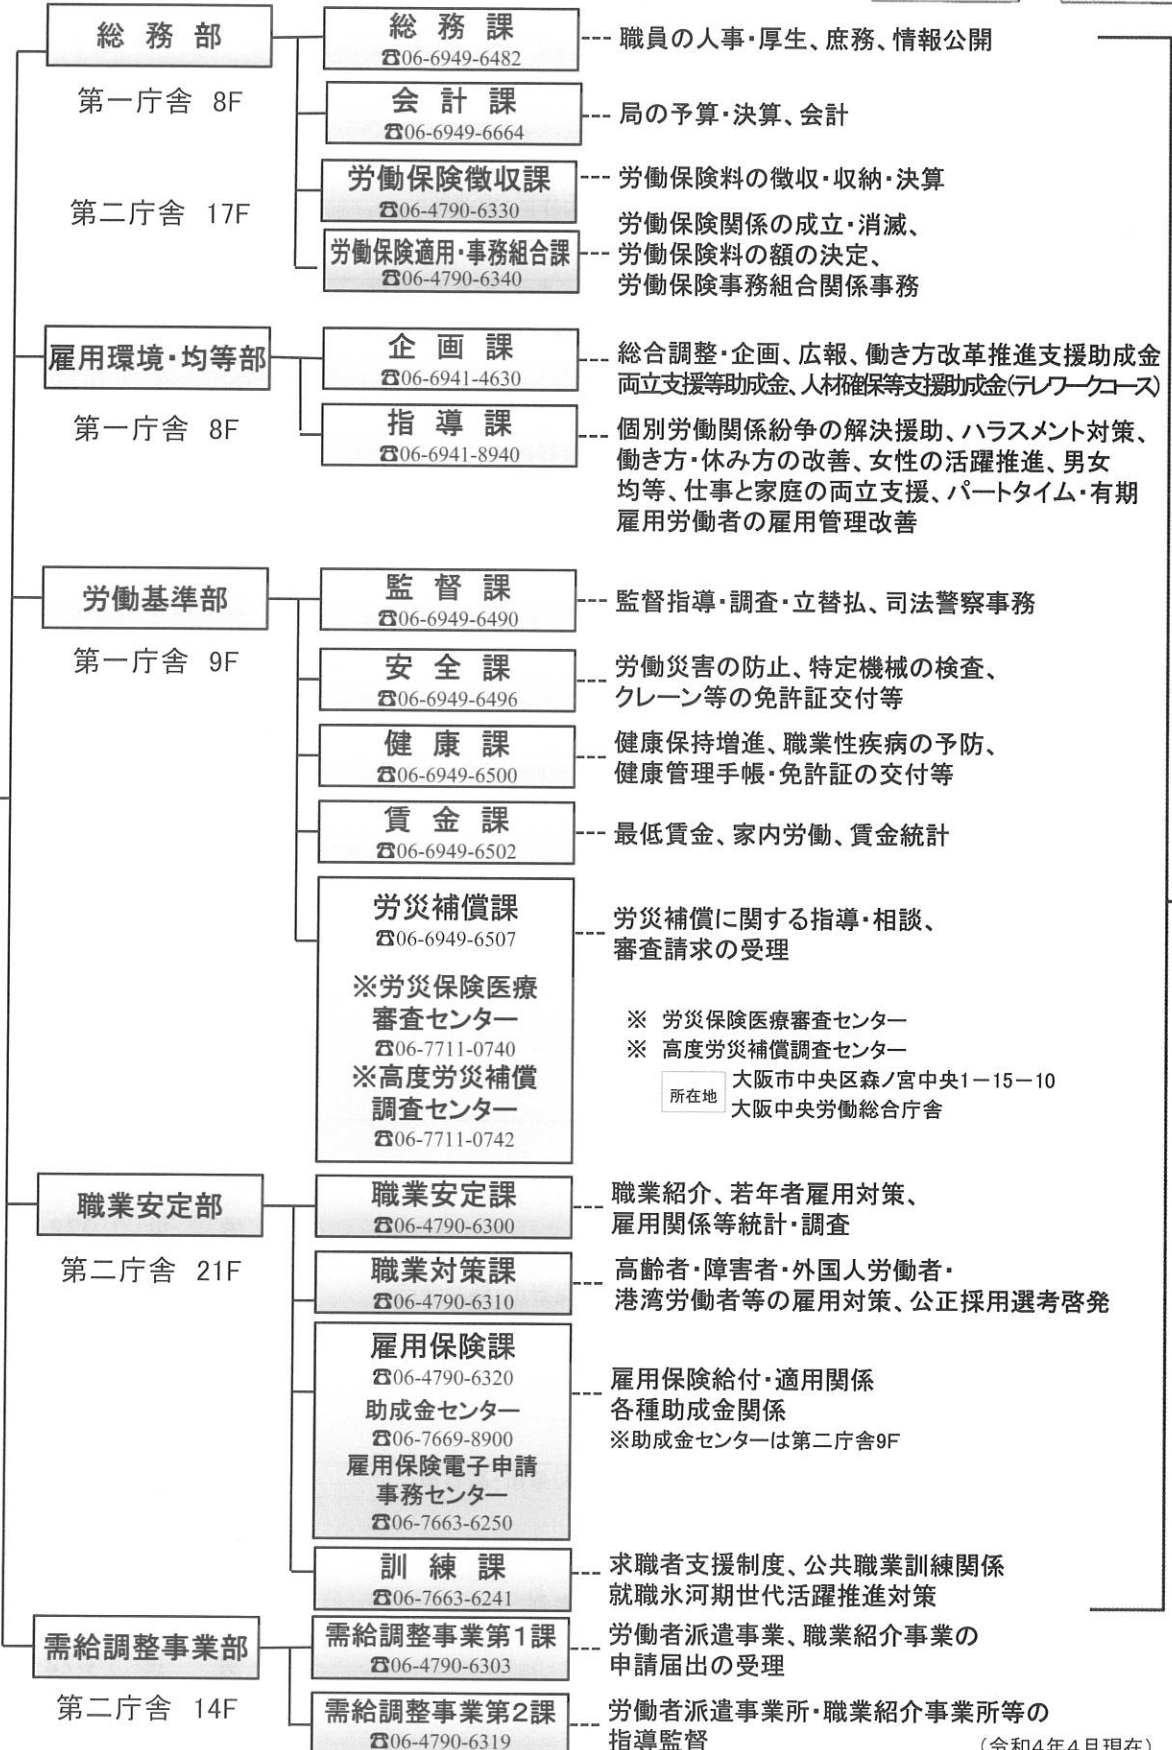 総務部
第一庁舎 8F
総務課
☎06-6949-6482
--- 職員の人事・厚生、庶務、情報公開
会計課
☎06-6949-6664
--- 局の予算・決算、会計
第二庁舎 17F
労働保険徴収課
☎06-4790-6330
--- 労働保険料の徴収・収納・決算
労働保険適用・事務組合課
☎06-4790-6340
--- 労働保険関係の成立・消滅、
労働保険料の額の決定、
労働保険事務組合関係事務
雇用環境・均等部
第一庁舎 8F
企画課
☎06-6941-4630
--- 総合調整・企画、広報、働き方改革推進支援助成金
両立支援等助成金、人材確保等支援助成金(テレワークコース)
指導課
☎06-6941-8940
--- 個別労働関係紛争の解決援助、ハラスメント対策、
働き方・休み方の改善、女性の活躍推進、男女
均等、仕事と家庭の両立支援、パートタイム・有期
雇用労働者の雇用管理改善
労働基準部
第一庁舎 9F
監督課
☎06-6949-6490
--- 監督指導・調査・立替払、司法警察事務
安全課
☎06-6949-6496
--- 労働災害の防止、特定機械の検査、
クレーン等の免許証交付等
健康課
☎06-6949-6500
--- 健康保持増進、職業性疾病の予防、
健康管理手帳・免許証の交付等
賃金課
☎06-6949-6502
--- 最低賃金、家内労働、賃金統計
労災補償課
☎06-6949-6507
--- 労災補償に関する指導・相談、
審査請求の受理
※労災保険医療
審査センター
☎06-7711-0740
※高度労災補償
調査センター
☎06-7711-0742
※ 労災保険医療審査センター
※ 高度労災補償調査センター
所在地
大阪市中央区森ノ宮中央1-15-10
大阪中央労働総合庁舎
職業安定部
第二庁舎 21F
職業安定課
☎06-4790-6300
--- 職業紹介、若年者雇用対策、
雇用関係等統計・調査
職業対策課
☎06-4790-6310
--- 高齢者・障害者・外国人労働者・
港湾労働者等の雇用対策、公正採用選考啓発
雇用保険課
☎06-4790-6320
助成金センター
☎06-7669-8900
雇用保険電子申請
事務センター
☎06-7663-6250
--- 雇用保険給付・適用関係
各種助成金関係
※助成金センターは第二庁舎9F
訓練課
☎06-7663-6241
--- 求職者支援制度、公共職業訓練関係
就職氷河期世代活躍推進対策
需給調整事業部
第二庁舎 14F
需給調整事業第1課
☎06-4790-6303
--- 労働者派遣事業、職業紹介事業の
申請届出の受理
需給調整事業第2課
☎06-4790-6319
--- 労働者派遣事業所・職業紹介事業所等の
指導監督
(令和4年4月現在)